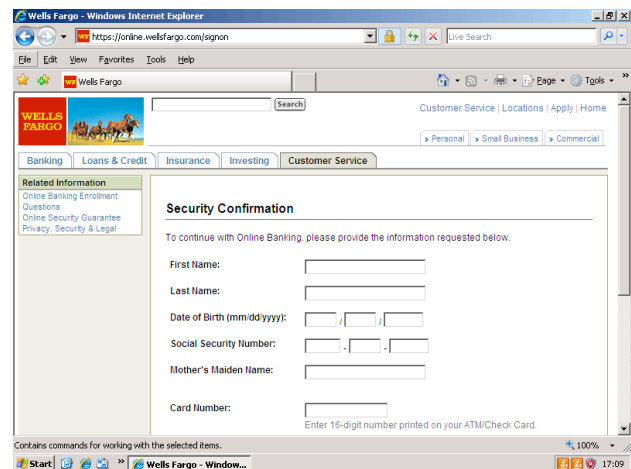 Wells Fargo - Windows Internet Explorer
https://online.wellsfargo.com/signon
Live Search
File Edit View Favorites Tools Help
Wells Fargo
Page Tools
WELLS
FARGO
Search
Customer Service | Locations | Apply | Home
Personal Small Business Commercial
Banking Loans & Credit Insurance Investing Customer Service
Related Information
Online Banking Enrollment
Questions
Online Security Guarantee
Privacy, Security & Legal
Security Confirmation
To continue with Online Banking, please provide the information requested below.
First Name:
Last Name:
Date of Birth (mm/dd/yyyy): / /
Social Security Number: - -
Mother's Maiden Name:
Card Number:
Enter 16-digit number printed on your ATM/Check Card.
Contains commands for working with the selected items.
100%
Start
Wells Fargo - Window...
17:09